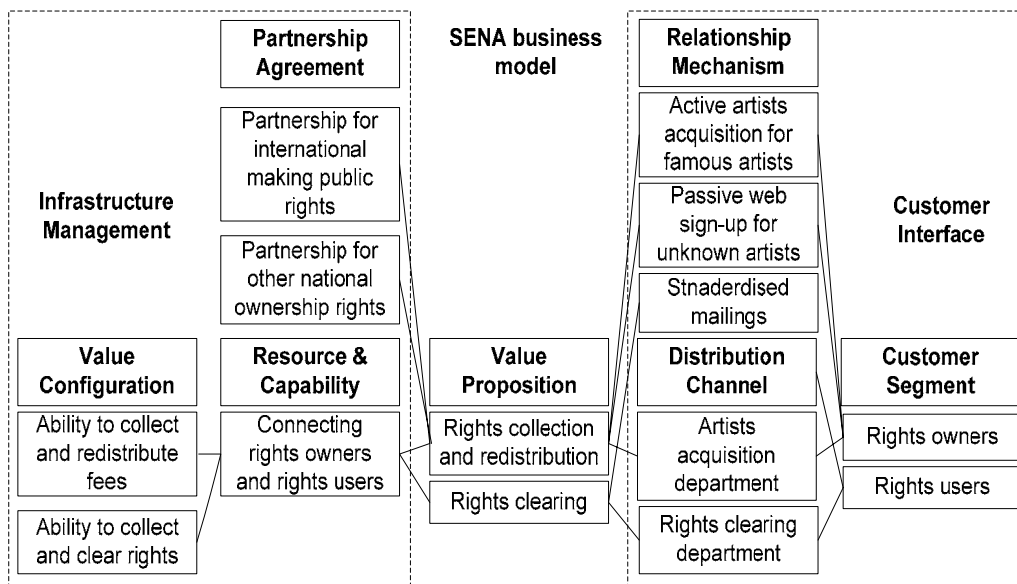 Partnership
Agreement
SENA business
model
Relationship
Mechanism
Partnership for
international
making public
rights
Active artists
acquisition for
famous artists
Infrastructure
Management
Passive web
sign-up for
unknown artists
Customer
Interface
Partnership for
other national
ownership rights
Stnaderdised
mailings
Value
Configuration
Resource &
Capability
Value
Proposition
Distribution
Channel
Customer
Segment
Ability to collect
and redistribute
fees
Connecting
rights owners
and rights users
Rights collection
and redistribution
Artists
acquisition
department
Rights owners
Rights users
Ability to collect
and clear rights
Rights clearing
Rights clearing
department